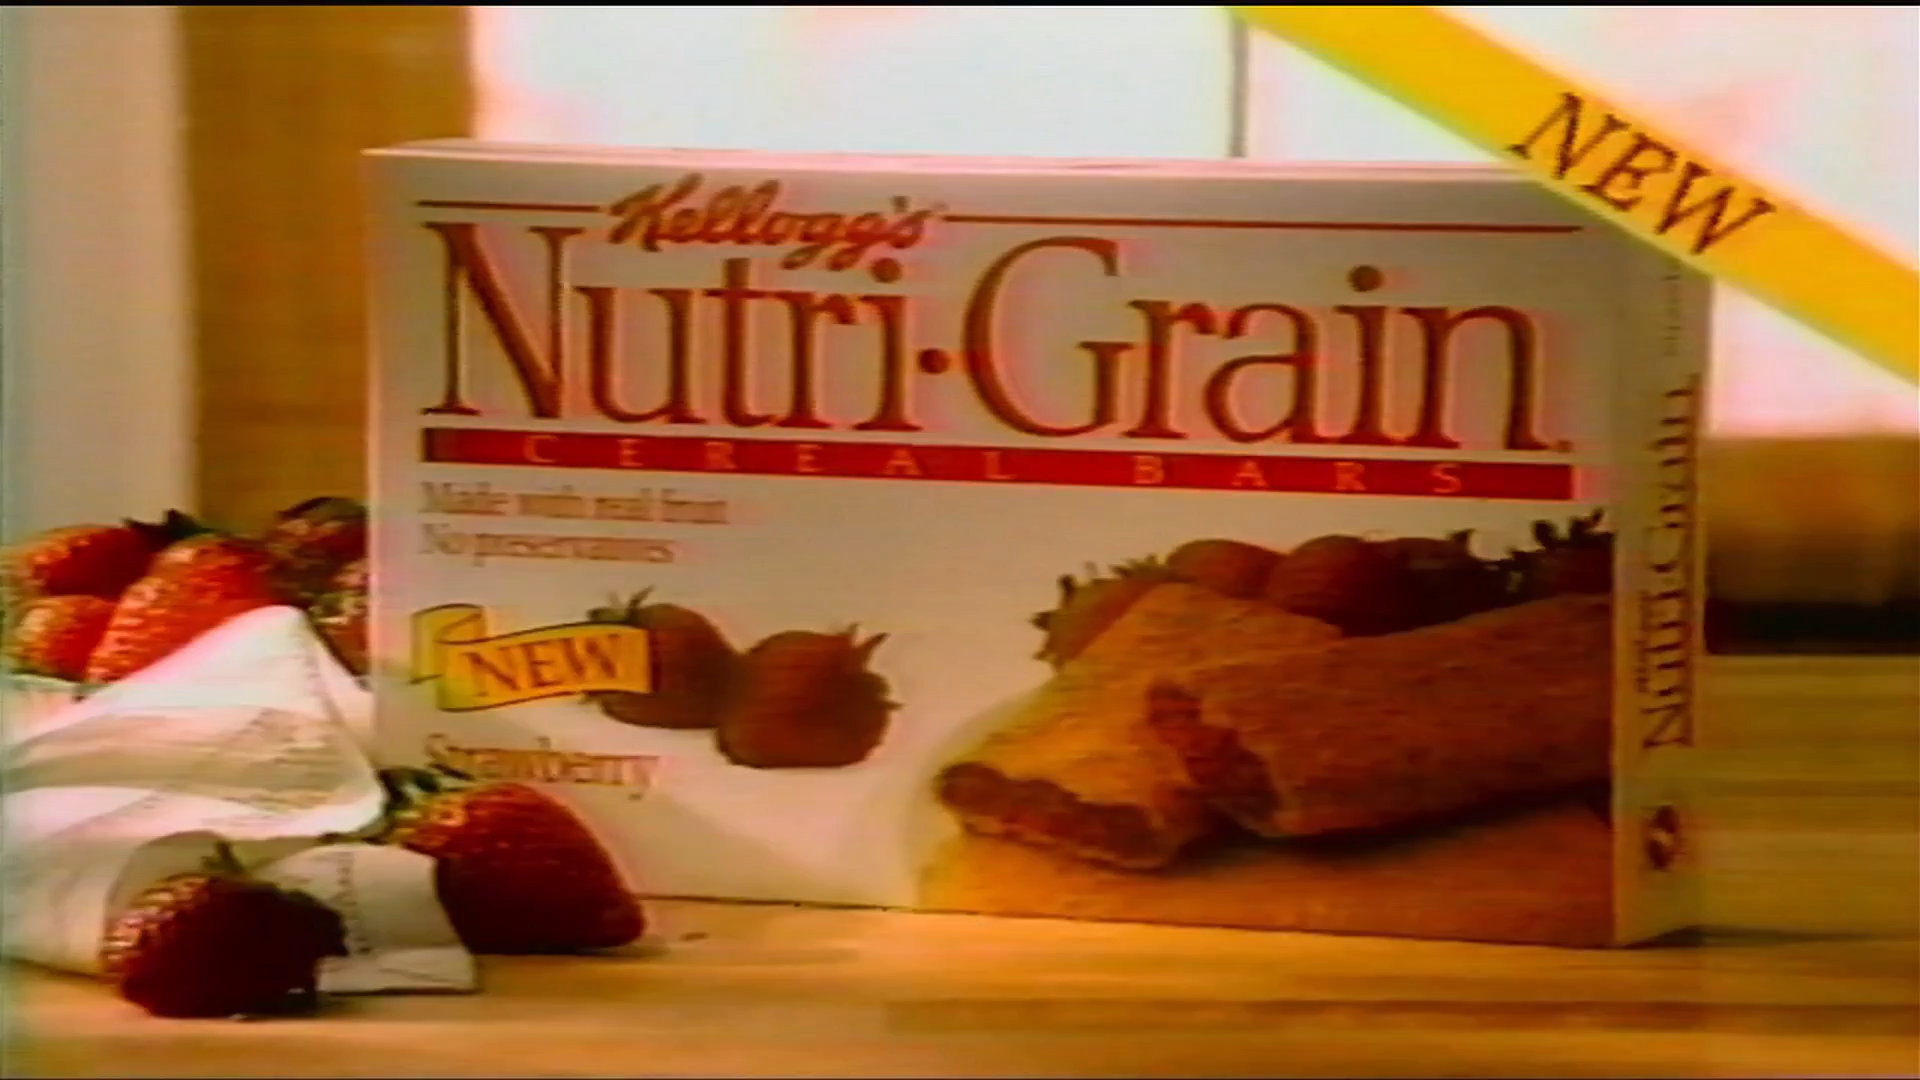 NEW
Kellogg's
Nutri·Grain
CEREAL BARS
Made with real fruit
No preservatives
NEW
Strawberry
Nutri·Grain